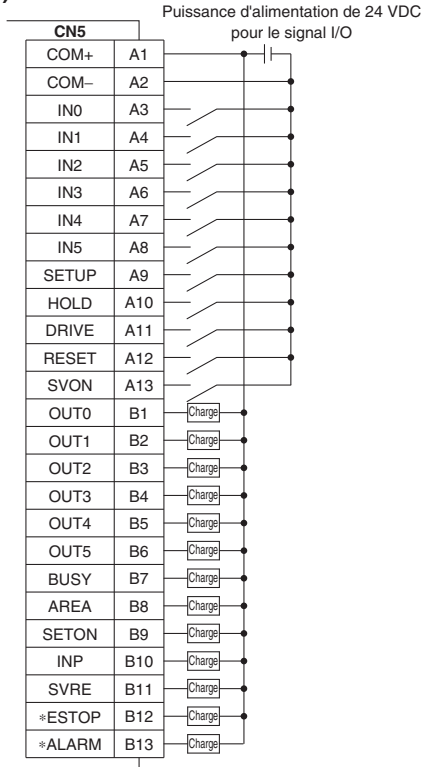 Puissance d'alimentation de 24 VDC
pour le signal I/O
CN5
COM+ A1
COM– A2
IN0 A3
IN1 A4
IN2 A5
IN3 A6
IN4 A7
IN5 A8
SETUP A9
HOLD A10
DRIVE A11
RESET A12
SVON A13
OUT0 B1 Charge
OUT1 B2 Charge
OUT2 B3 Charge
OUT3 B4 Charge
OUT4 B5 Charge
OUT5 B6 Charge
BUSY B7 Charge
AREA B8 Charge
SETON B9 Charge
INP B10 Charge
SVRE B11 Charge
∗ESTOP B12 Charge
∗ALARM B13 Charge